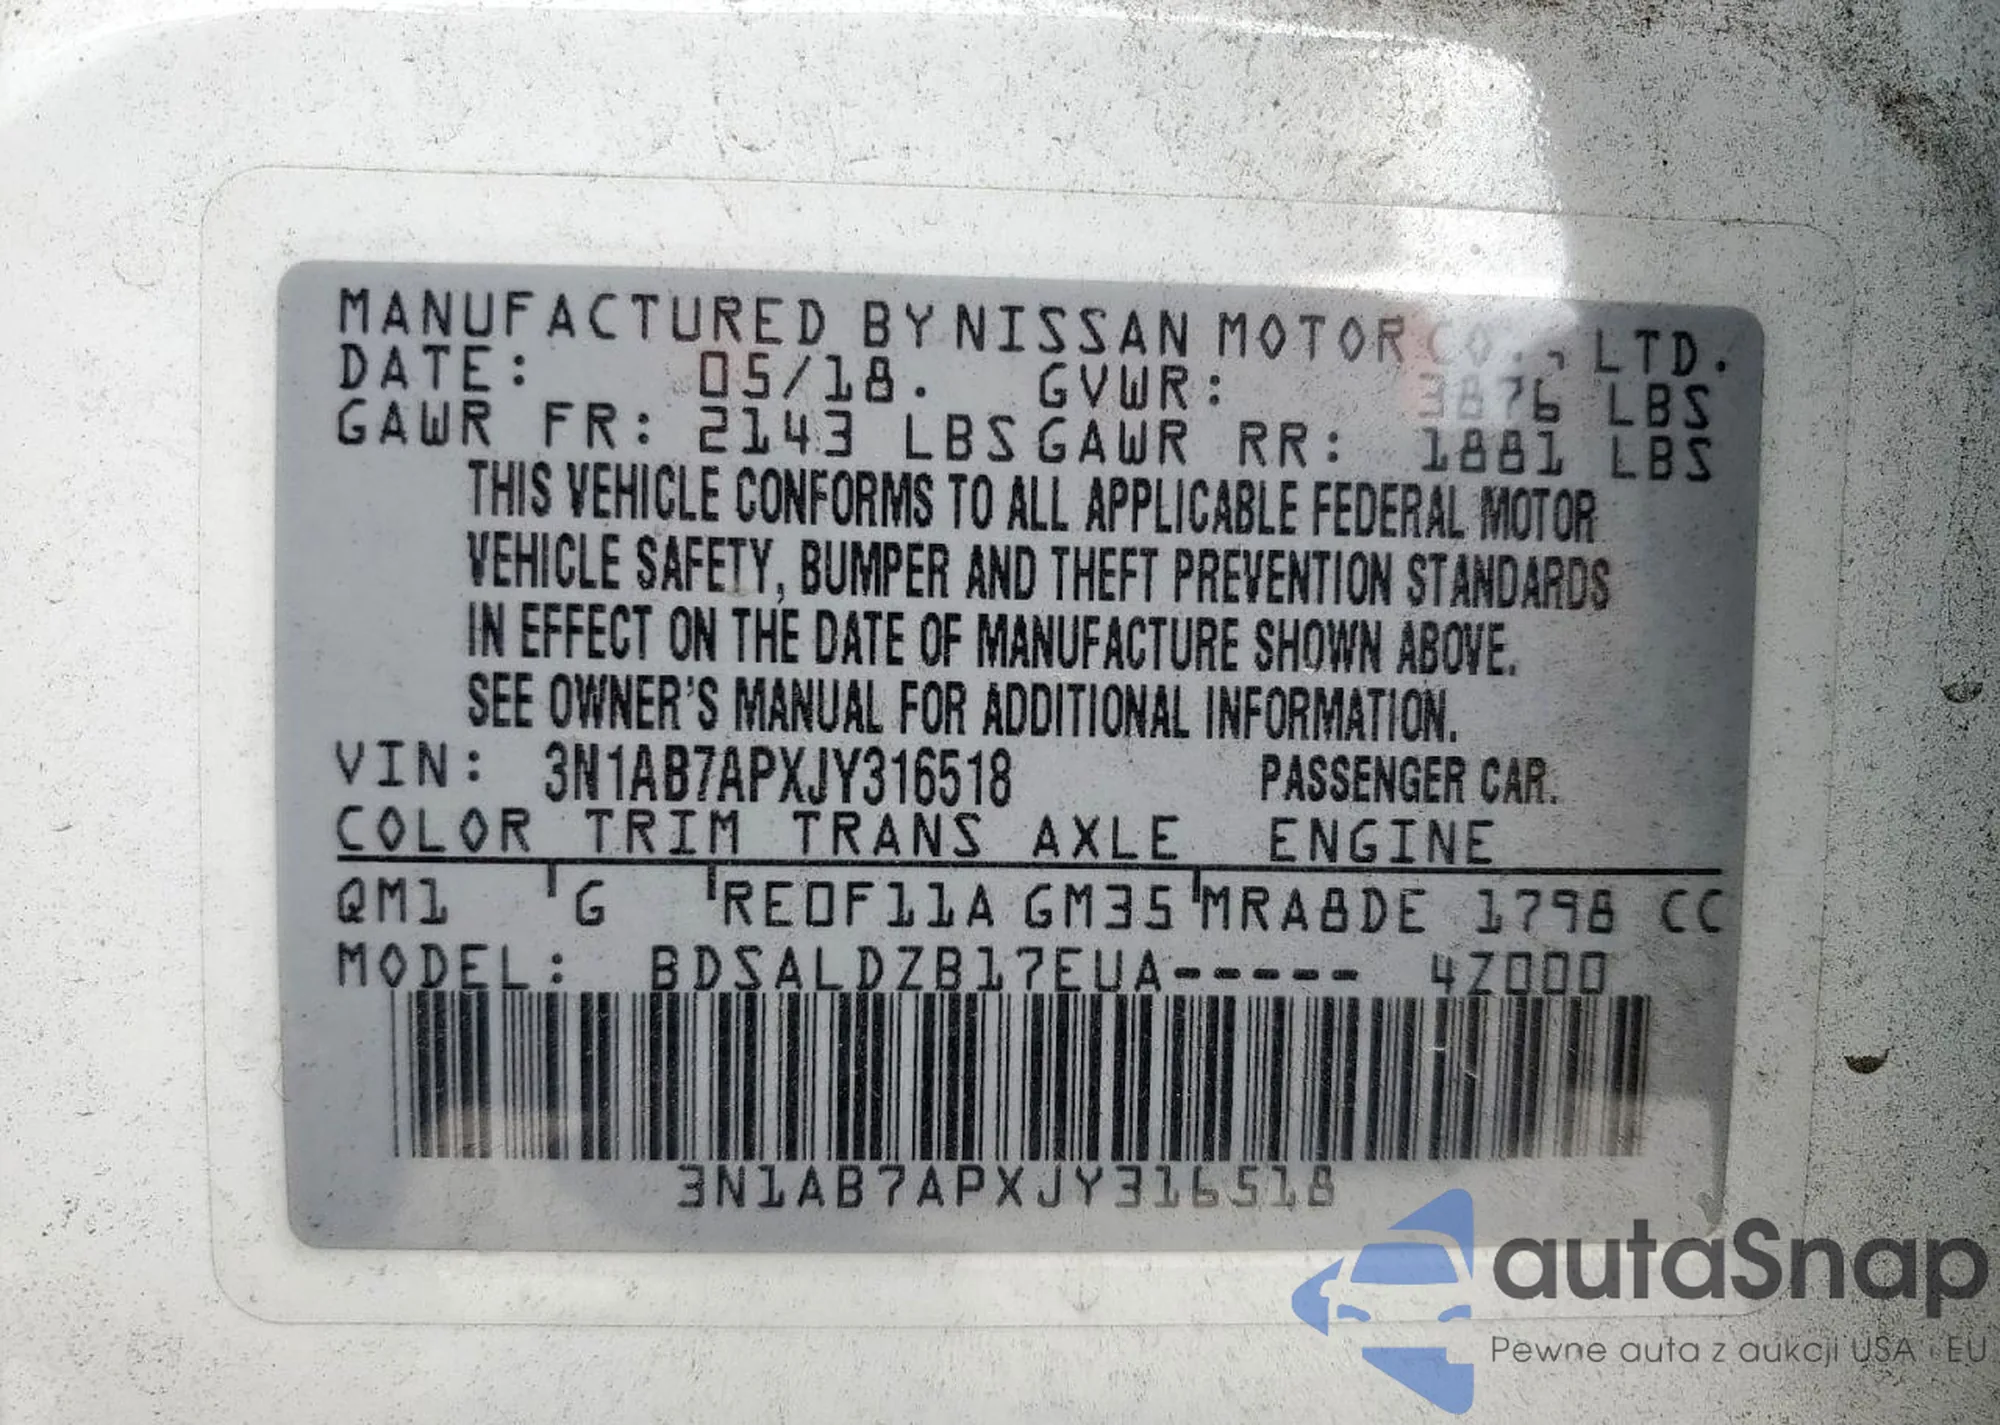 MANUFACTURED BY NISSAN MOTOR CO., LTD.
DATE: 05/18. GVWR: 3876 LBS
GAWR FR: 2143 LBS GAWR RR: 1881 LBS
THIS VEHICLE CONFORMS TO ALL APPLICABLE FEDERAL MOTOR
VEHICLE SAFETY, BUMPER AND THEFT PREVENTION STANDARDS
IN EFFECT ON THE DATE OF MANUFACTURE SHOWN ABOVE.
SEE OWNER'S MANUAL FOR ADDITIONAL INFORMATION.
VIN: 3N1AB7APXJY316518 PASSENGER CAR.
COLOR TRIM TRANS AXLE ENGINE
QM1 G RE0F11A GM35 MRA8DE 1798 CC
MODEL: BDSALDZB17EUA----- 4Z000
3N1AB7APXJY316518
autaSnap
Pewne auta z aukcji USA i EU